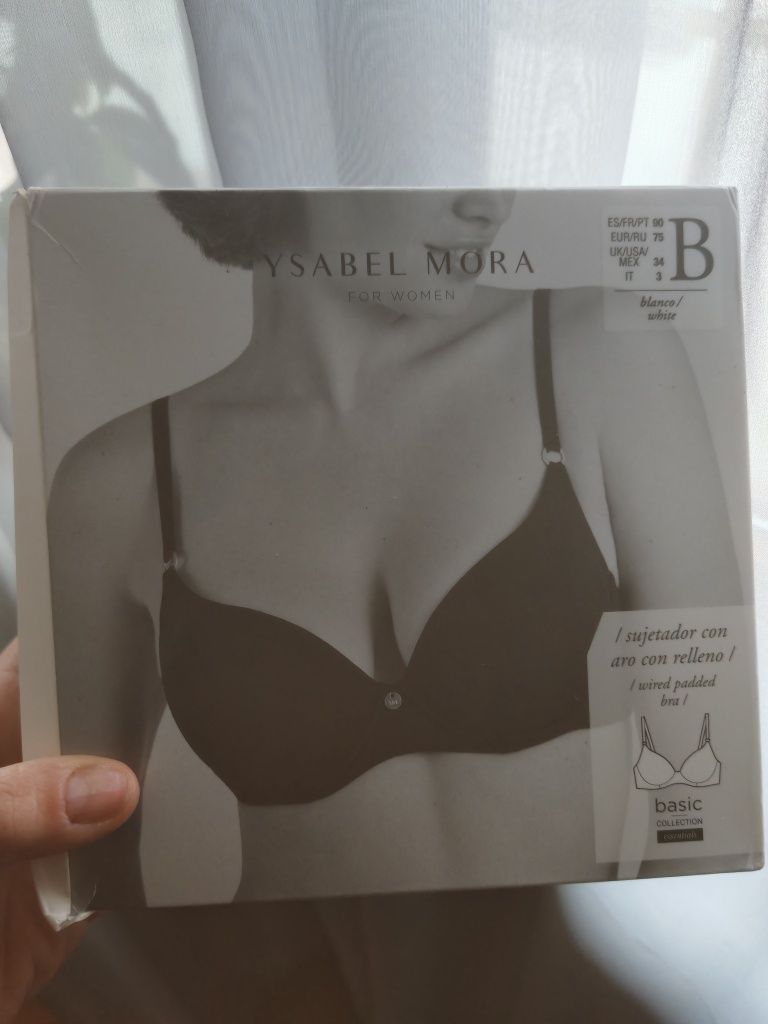 YSABEL MORA
FOR WOMEN
ES/FR/PT 90
EUR/RU 75
UK/USA/
MEX 34
IT 3
B
blanco/
white
/ sujetador con
aro con relleno /
/ wired padded
bra /
basic
COLLECTION
essentials